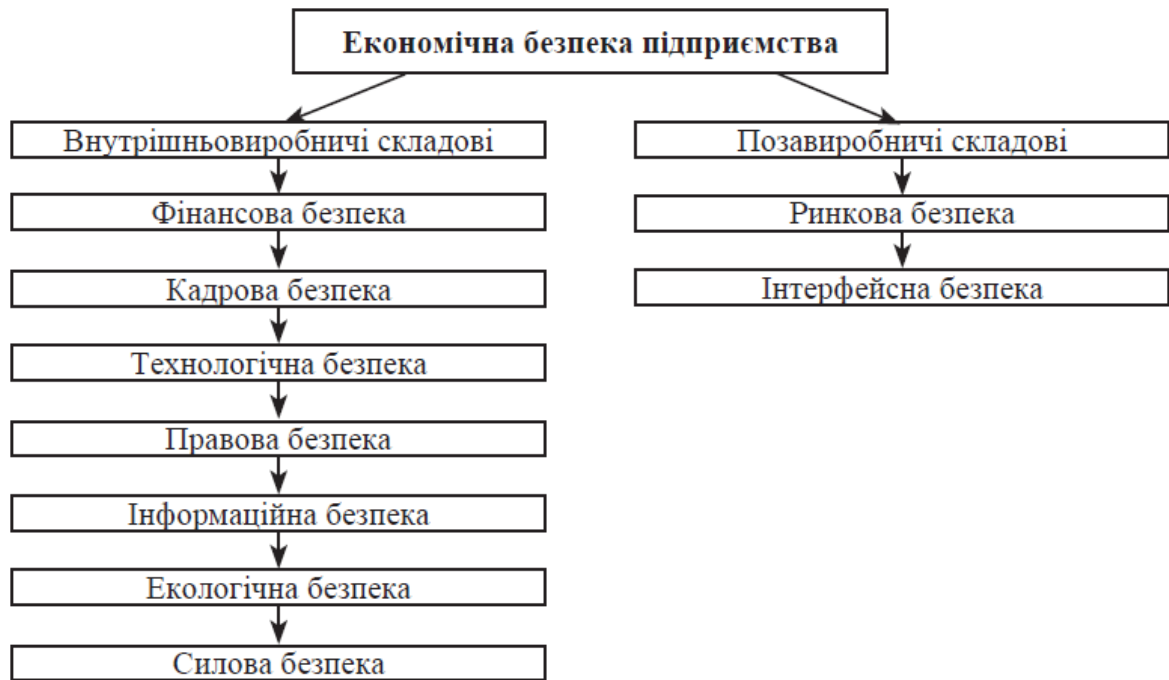 Економічна безпека підприємства
Внутрішньовиробничі складові
Фінансова безпека
Кадрова безпека
Технологічна безпека
Правова безпека
Інформаційна безпека
Екологічна безпека
Силова безпека
Позавиробничі складові
Ринкова безпека
Інтерфейсна безпека